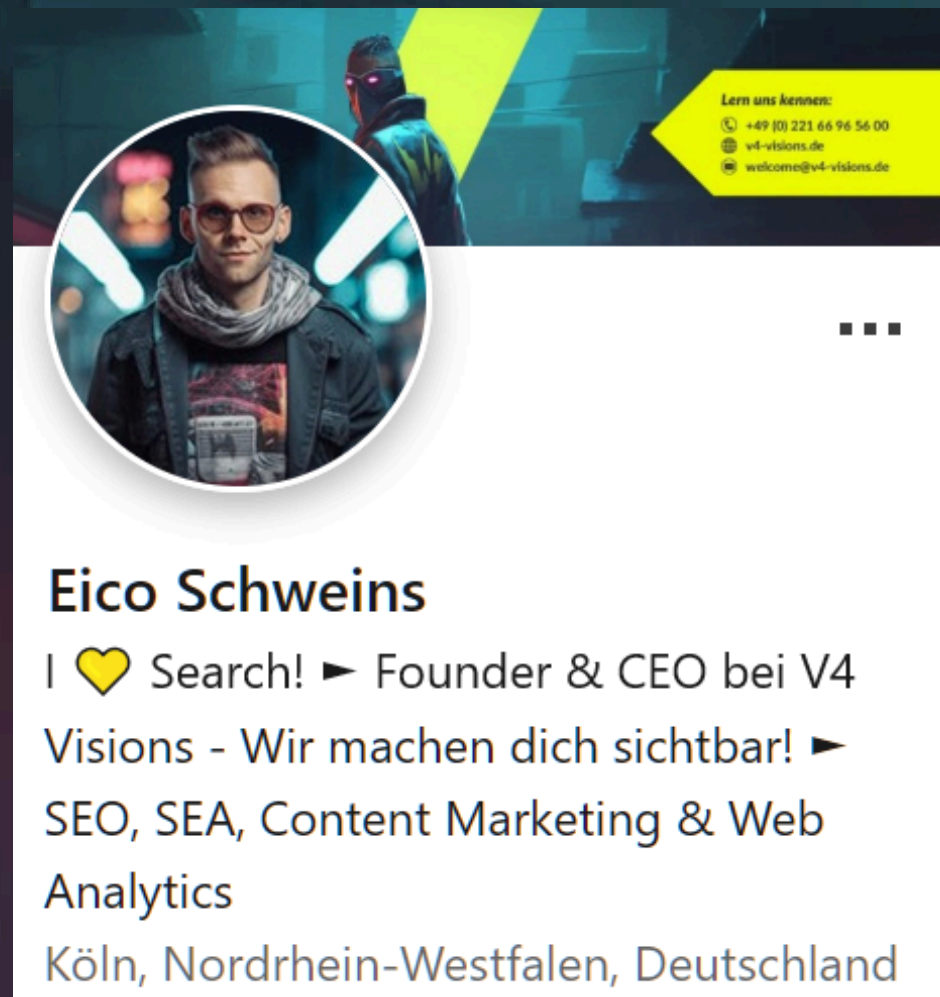 Lern uns kennen:
+49 (0) 221 66 96 56 00
v4-visions.de
welcome@v4-visions.de
Eico Schweins
I 💛 Search! ► Founder & CEO bei V4
Visions - Wir machen dich sichtbar! ►
SEO, SEA, Content Marketing & Web
Analytics
Köln, Nordrhein-Westfalen, Deutschland